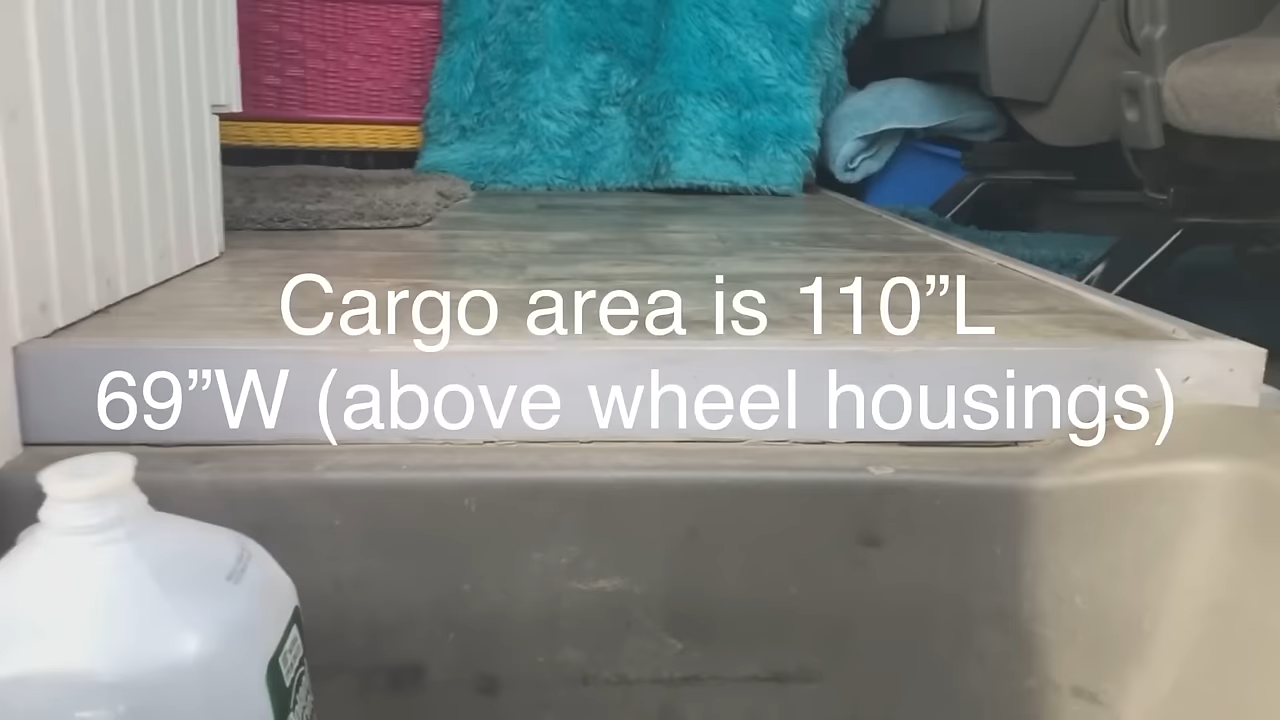 Cargo area is 110”L
69”W (above wheel housings)